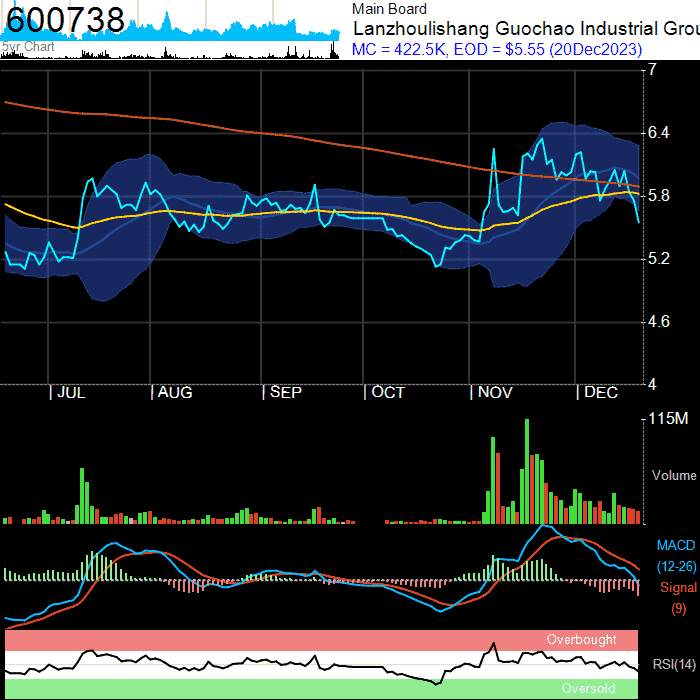 600738
5yr Chart
Main Board
Lanzhoulishang Guochao Industrial Grou
MC = 422.5K, EOD = $5.55 (20Dec2023)
7
6.4
5.8
5.2
4.6
4
| JUL | AUG | SEP | OCT | NOV | DEC
115M
Volume
MACD
(12-26)
Signal
(9)
Overbought
RSI(14)
Oversold